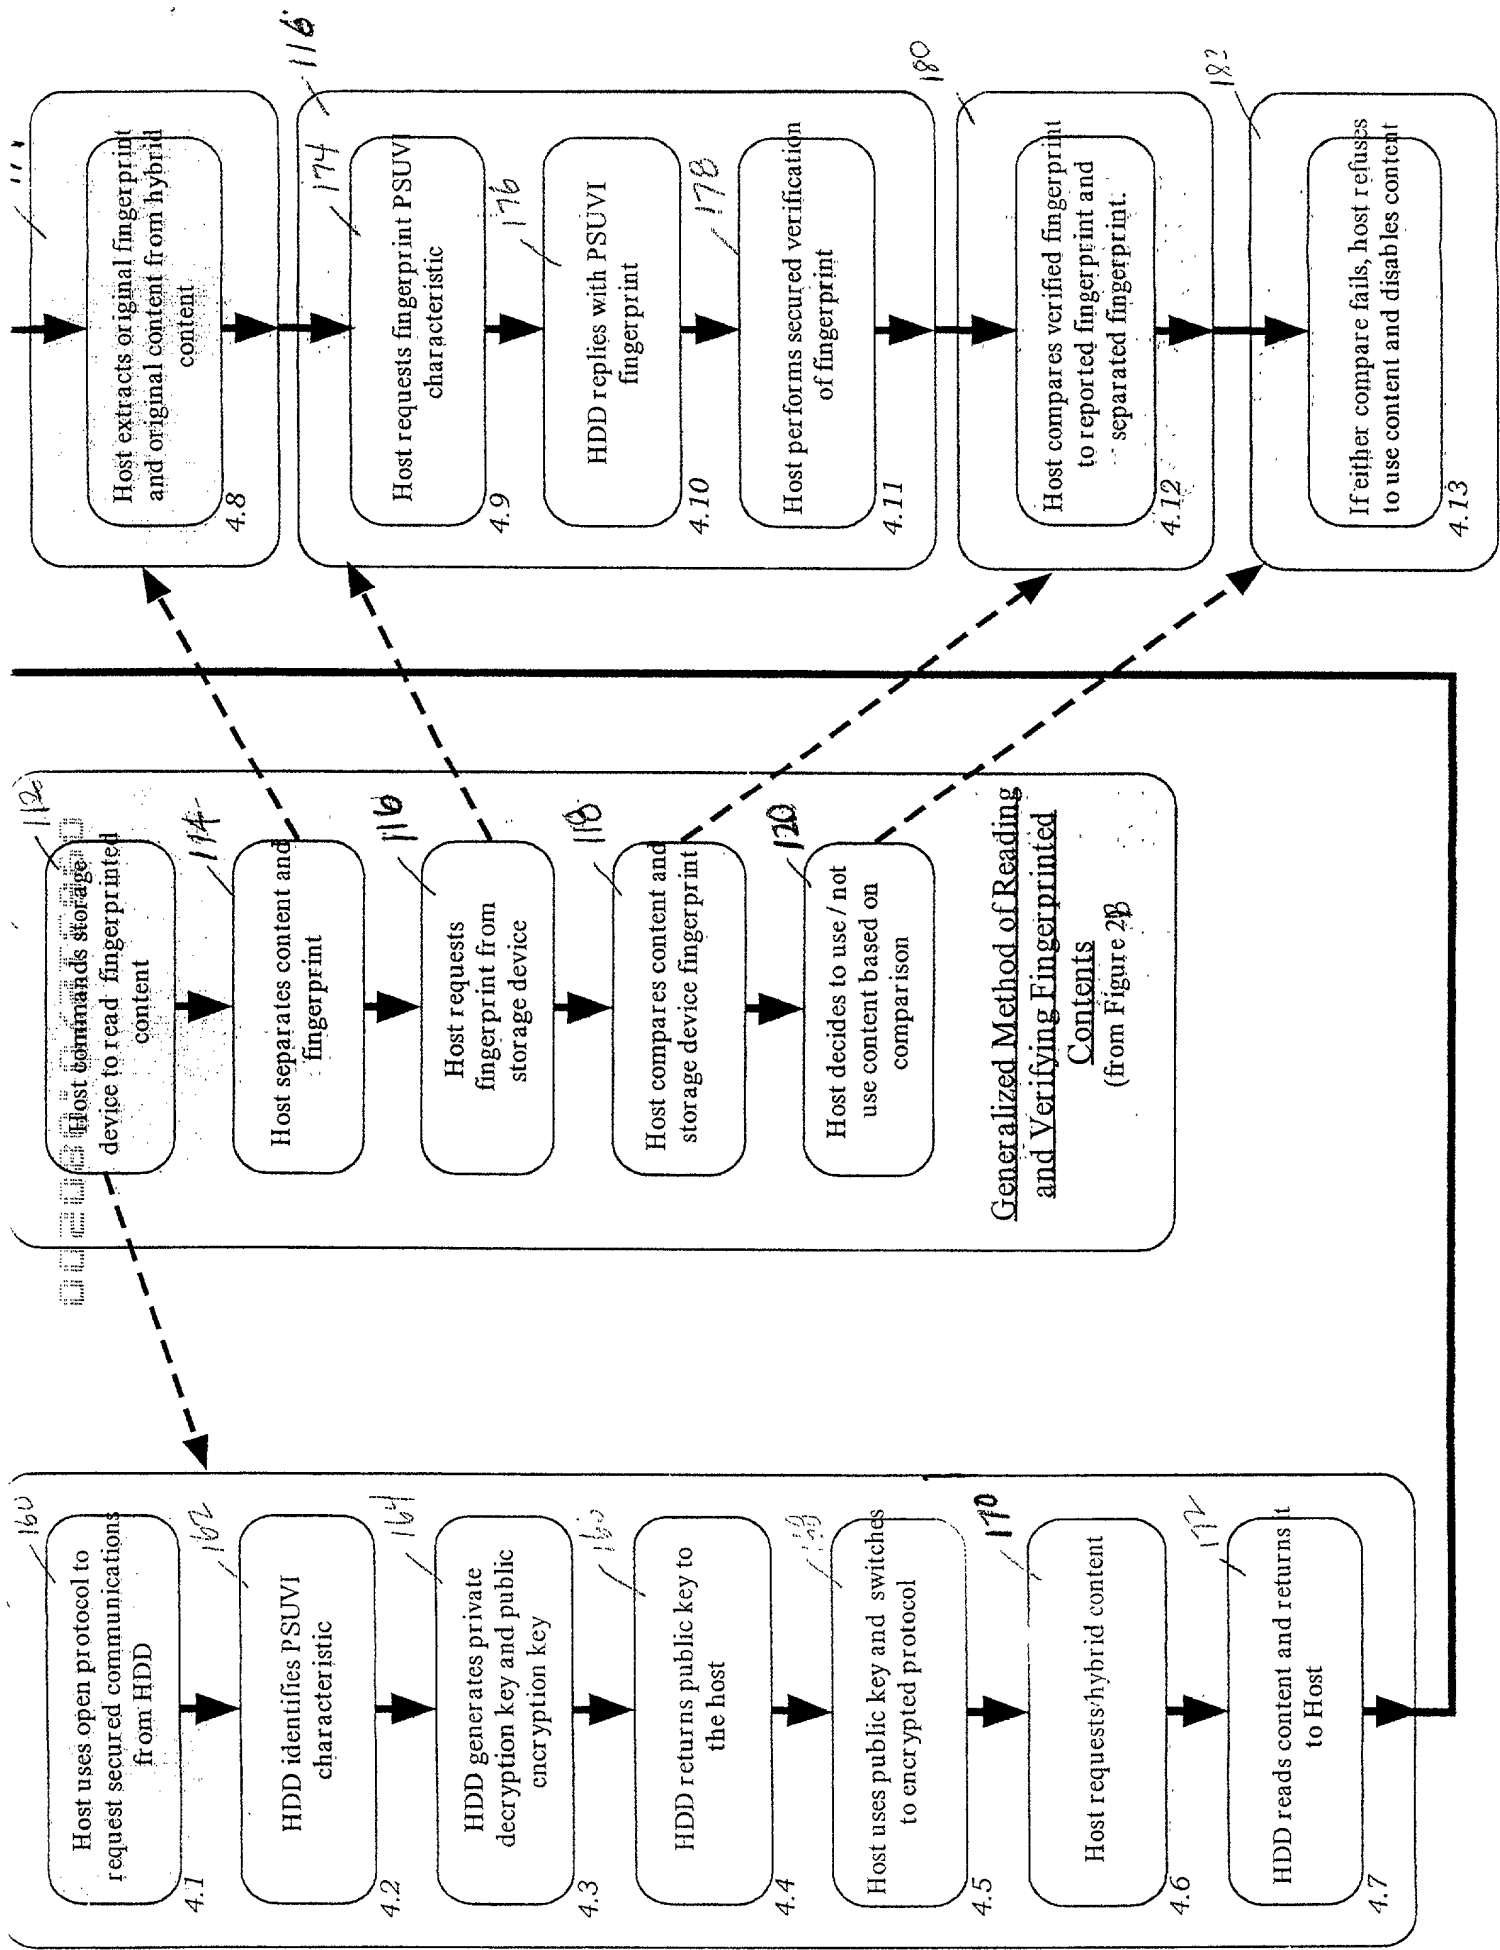 160
Host uses open protocol to
request secured communications
from HDD
4.1
162
HDD identifies PSUVI
characteristic
4.2
164
HDD generates private
decryption key and public
encryption key
4.3
HDD returns public key to
the host
4.4
Host uses public key and switches
to encrypted protocol
4.5
170
Host requests/hybrid content
4.6
172
HDD reads content and returns it
to Host
4.7
112
Host commands storage
device to read fingerprinted
content
114
Host separates content and
fingerprint
116
Host requests
fingerprint from
storage device
118
Host compares content and
storage device fingerprint
120
Host decides to use / not
use content based on
comparison
Generalized Method of Reading
and Verifying Fingerprinted
Contents
(from Figure 2B)
Host extracts original fingerprint
and original content from hybrid
content
4.8
116
174
Host requests fingerprint PSUVI
characteristic
4.9
176
HDD replies with PSUVI
fingerprint
4.10
178
Host performs secured verification
of fingerprint
4.11
180
Host compares verified fingerprint
to reported fingerprint and
separated fingerprint.
4.12
182
If either compare fails, host refuses
to use content and disables content
4.13